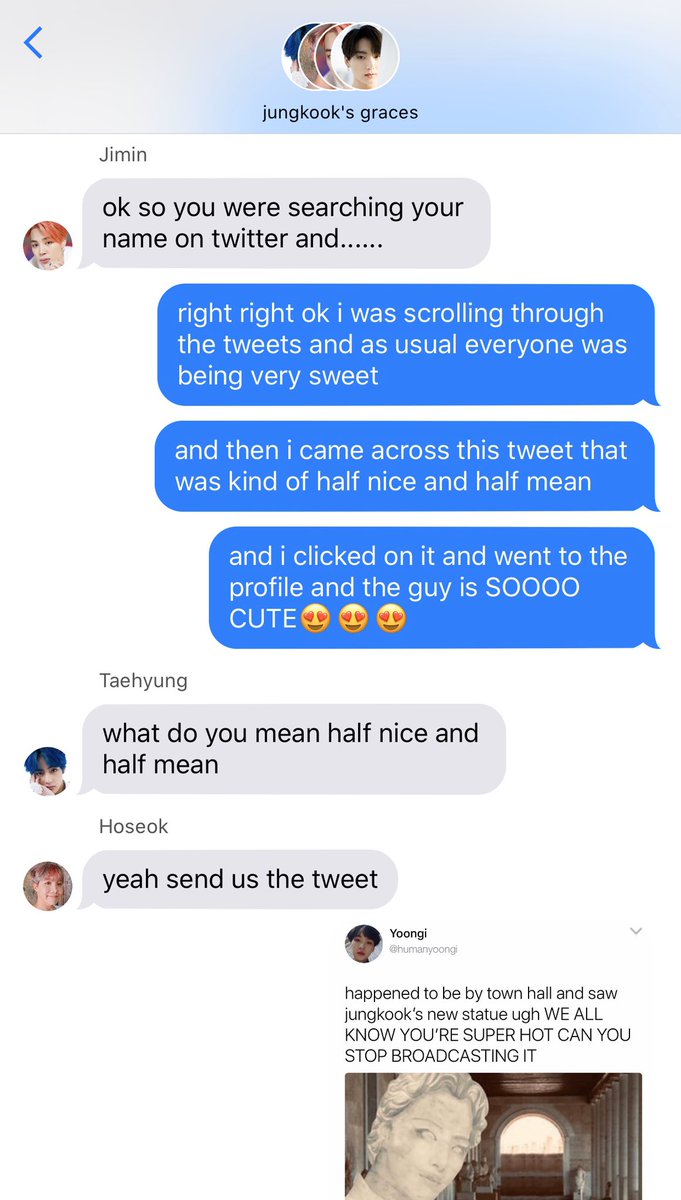 jungkook's graces
Jimin
ok so you were searching your
name on twitter and......
right right ok i was scrolling through
the tweets and as usual everyone was
being very sweet
and then i came across this tweet that
was kind of half nice and half mean
and i clicked on it and went to the
profile and the guy is SOOOO
CUTE😍 😍 😍
Taehyung
what do you mean half nice and
half mean
Hoseok
yeah send us the tweet
Yoongi
@humanyoongi
happened to be by town hall and saw
jungkook’s new statue ugh WE ALL
KNOW YOU’RE SUPER HOT CAN YOU
STOP BROADCASTING IT